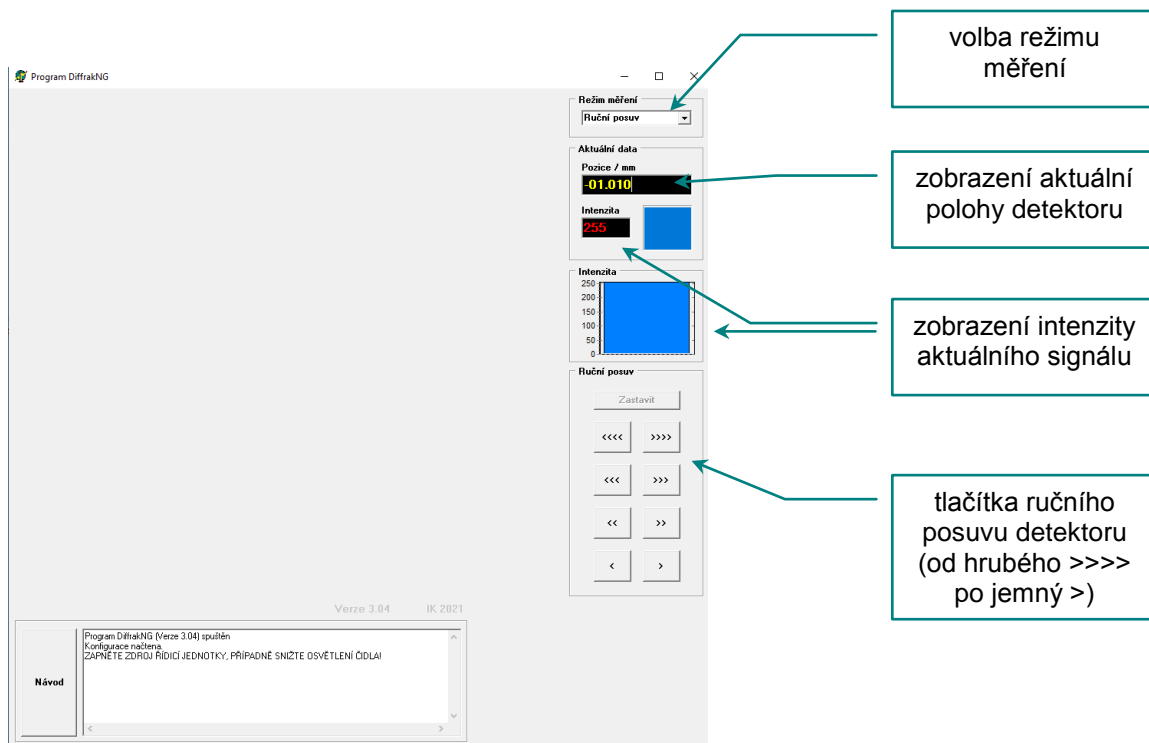 volba režimu
měření
Program DiffrakNG
Režim měření
Ruční posuv
Aktuální data
Pozice / mm
-01.010
zobrazení aktuální
polohy detektoru
Intenzita
255
Intenzita
250
200
150
100
50
0
zobrazení intenzity
aktuálního signálu
Ruční posuv
Zastavit
<<<< >>>>
<<< >>>
<< >>
< >
tlačítka ručního
posuvu detektoru
(od hrubého >>>>
po jemný >)
Verze 3.04 IK 2021
Návod
Program DiffrakNG (Verze 3.04) spuštěn
Konfigurace načtena.
ZAPNĚTE ZDROJ ŘÍDICÍ JEDNOTKY, PŘÍPADNĚ SNIŽTE OSVĚTLENÍ ČIDLA!